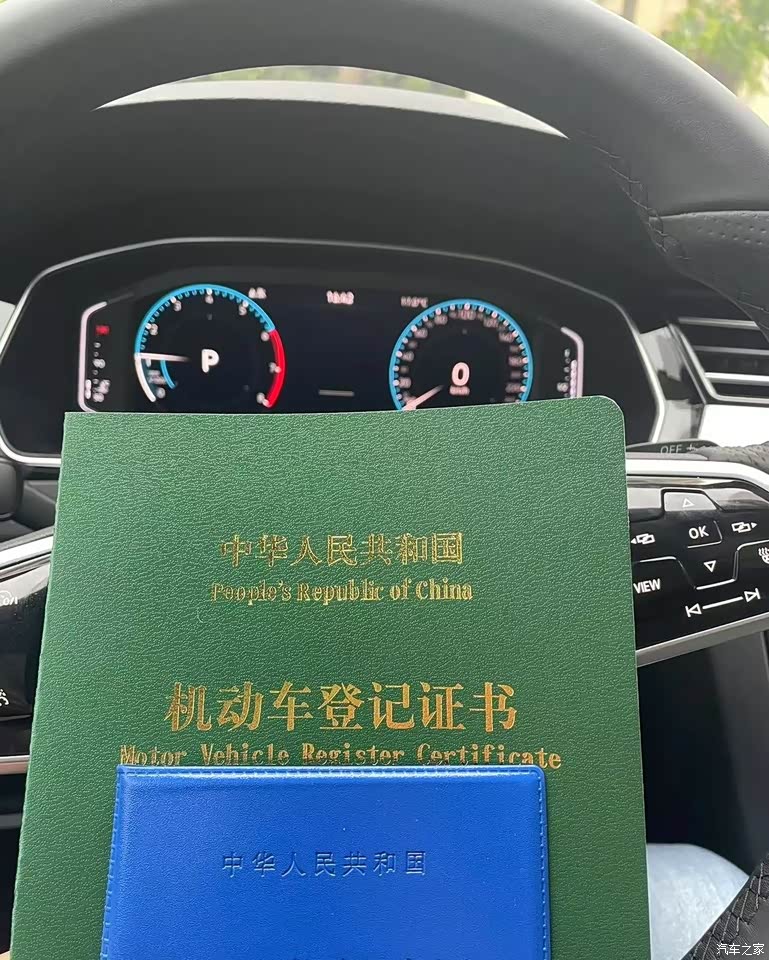 P
0
OFF +
OK
VIEW
中华人民共和国
People's Republic of China
机动车登记证书
Motor Vehicle Register Certificate
中华人民共和国
汽车之家